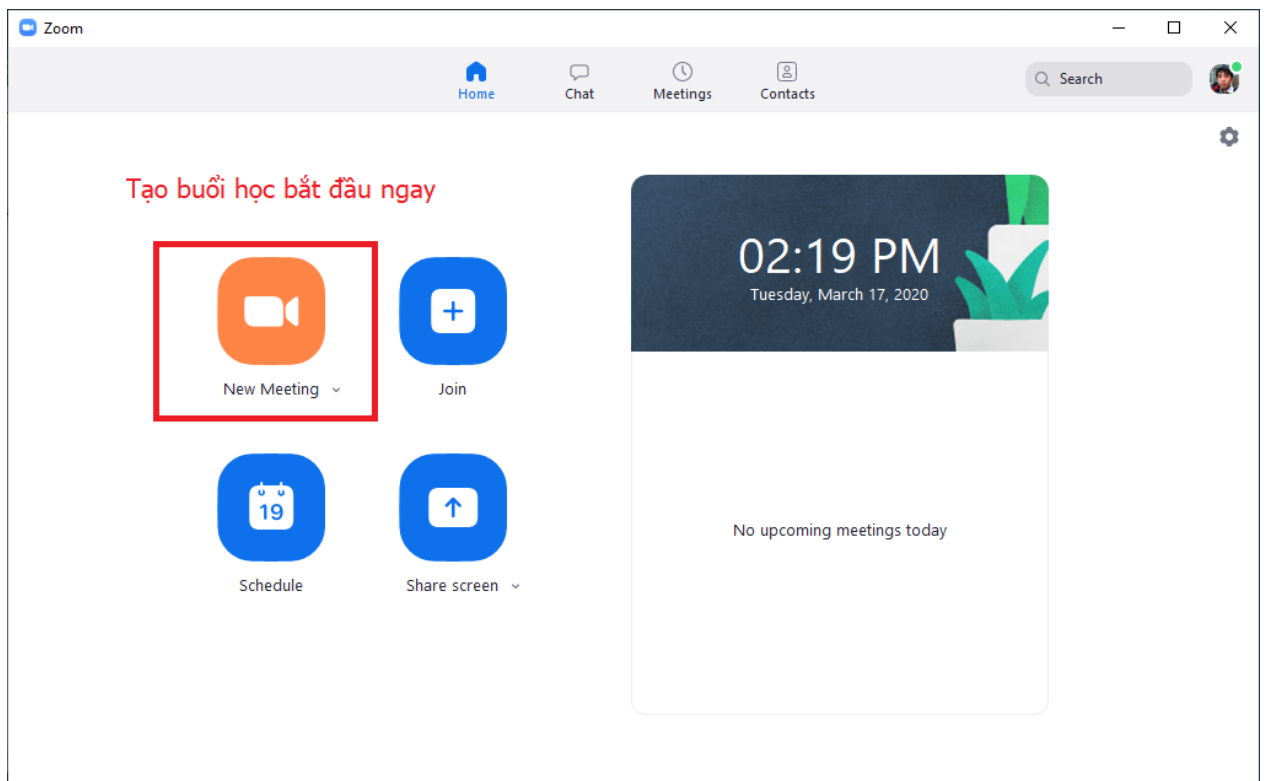 Zoom
Home
Chat
Meetings
Contacts
Search
Tạo buổi học bắt đầu ngay
02:19 PM
Tuesday, March 17, 2020
New Meeting
Join
19
No upcoming meetings today
Schedule
Share screen